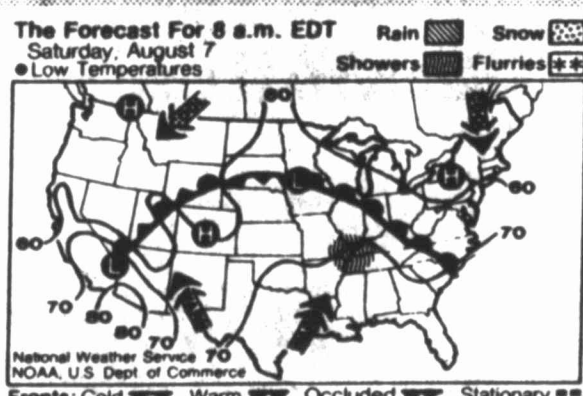 The Forecast For 8 a.m. EDT
Saturday, August 7
● Low Temperatures
Rain
Snow
Showers
Flurries
H
60
H
60
L
H
70
60
L
70
80
80
70
70
National Weather Service
NOAA, U.S. Dept of Commerce
Fronts: Cold
Warm
Occluded
Stationary